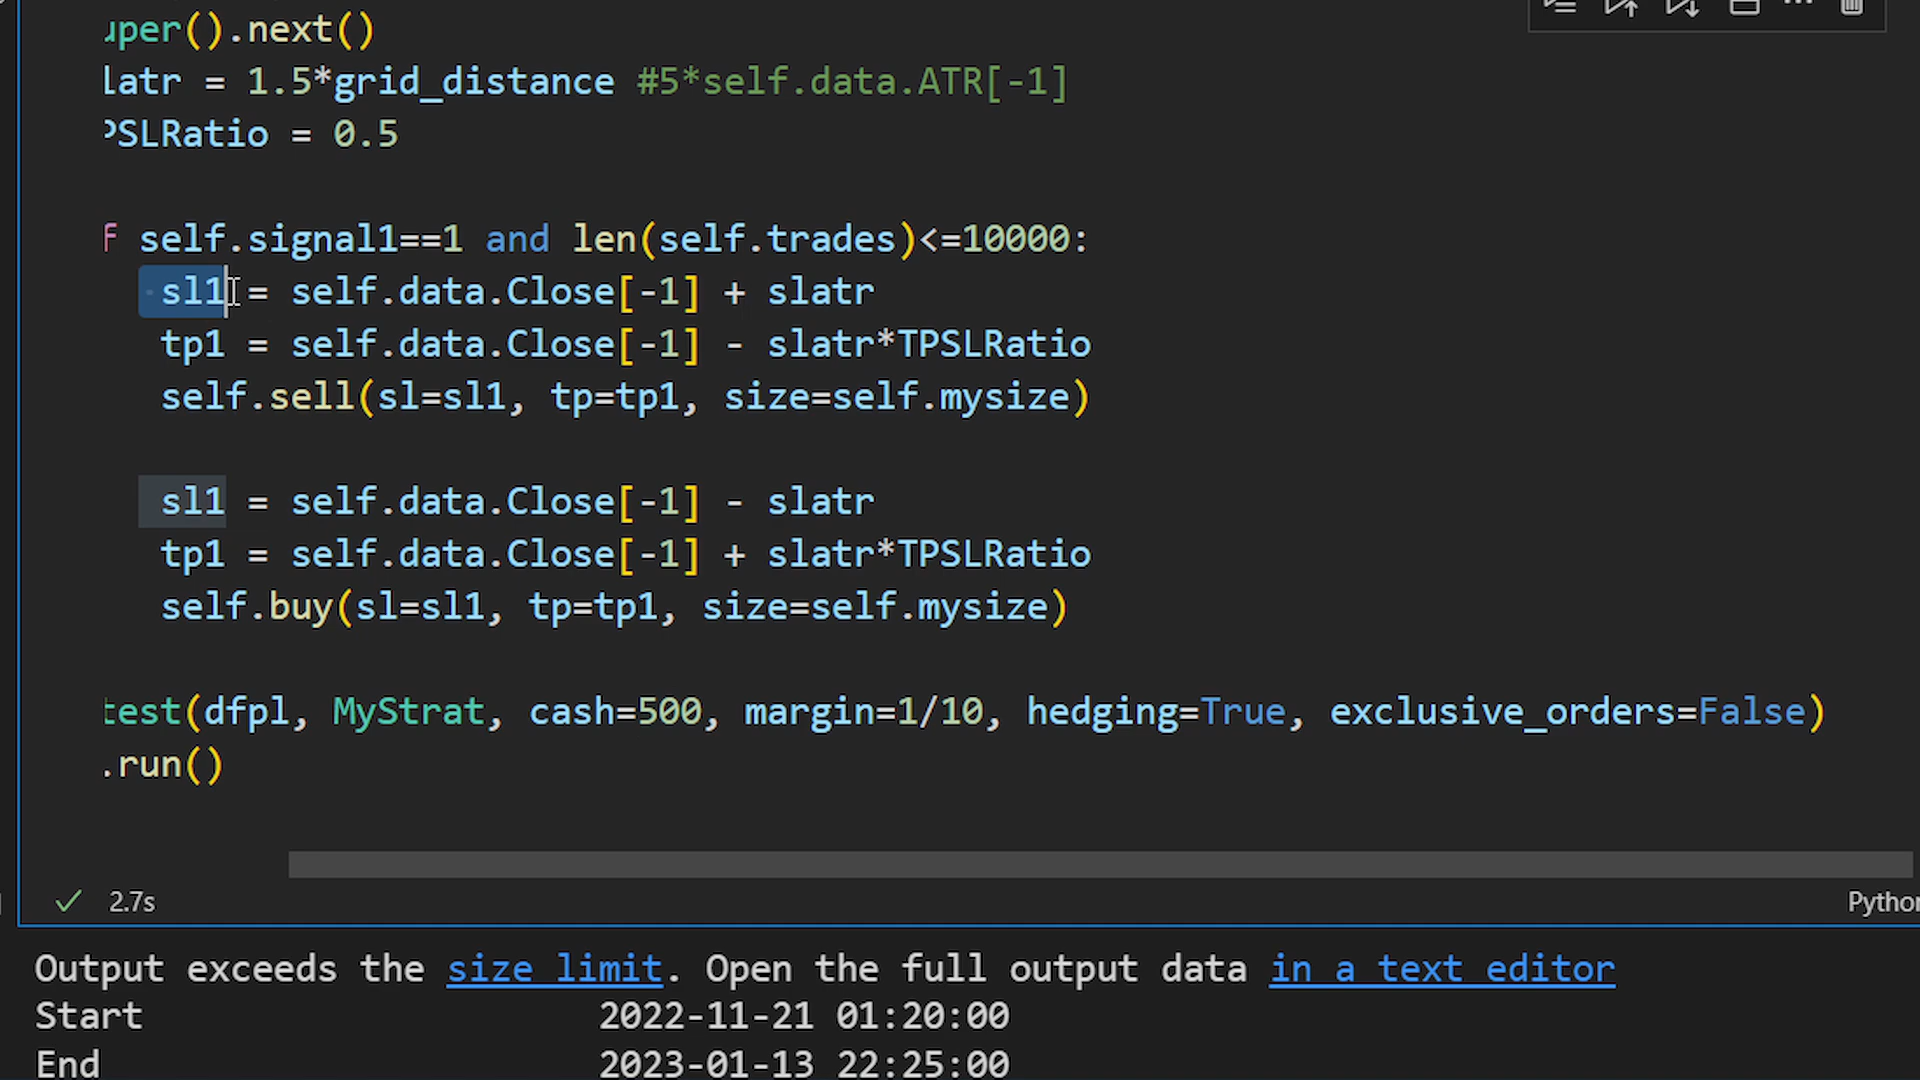 uper().next()
latr = 1.5*grid_distance #5*self.data.ATR[-1]
PSLRatio = 0.5
f self.signal1==1 and len(self.trades)<=10000:
sl1 = self.data.Close[-1] + slatr
tp1 = self.data.Close[-1] - slatr*TPSLRatio
self.sell(sl=sl1, tp=tp1, size=self.mysize)
sl1 = self.data.Close[-1] - slatr
tp1 = self.data.Close[-1] + slatr*TPSLRatio
self.buy(sl=sl1, tp=tp1, size=self.mysize)
test(dfpl, MyStrat, cash=500, margin=1/10, hedging=True, exclusive_orders=False)
.run()
2.7s
Python
Output exceeds the size limit. Open the full output data in a text editor
Start 2022-11-21 01:20:00
End 2023-01-13 22:25:00